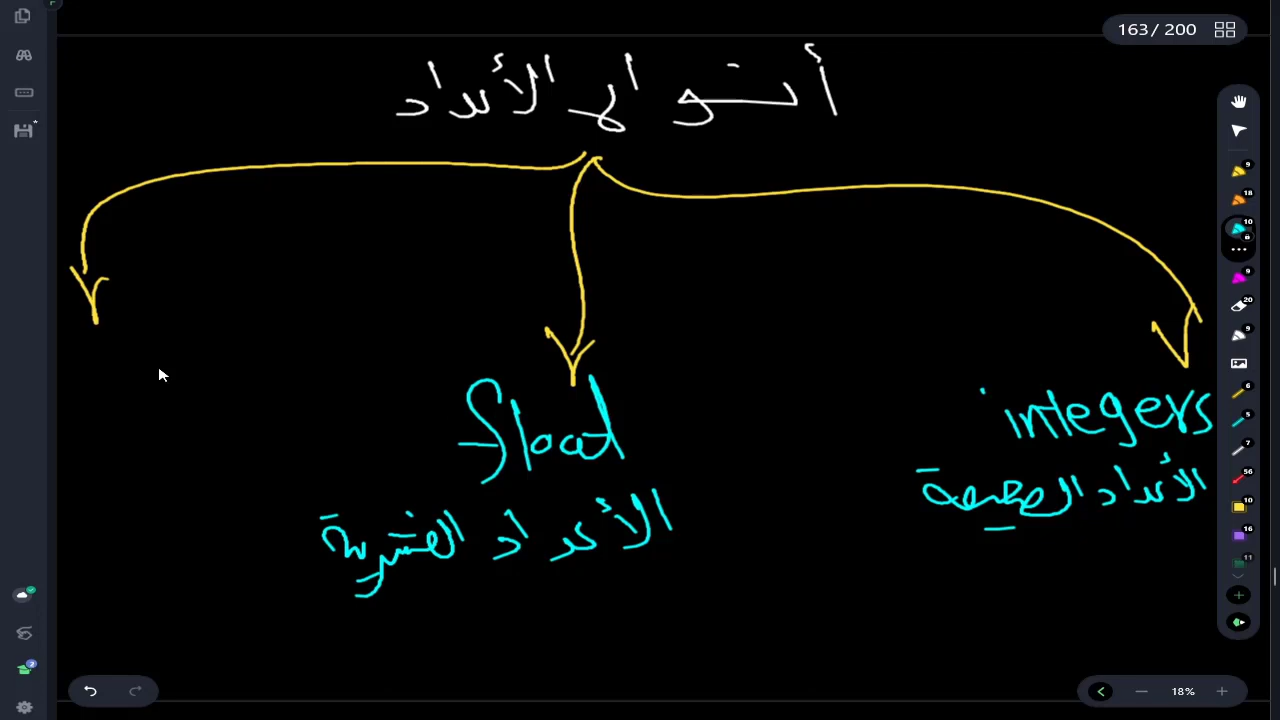 163/ 200
أنواع الأعداد
integers
الأعداد الصحيحة
float
الأعداد العشرية
18%